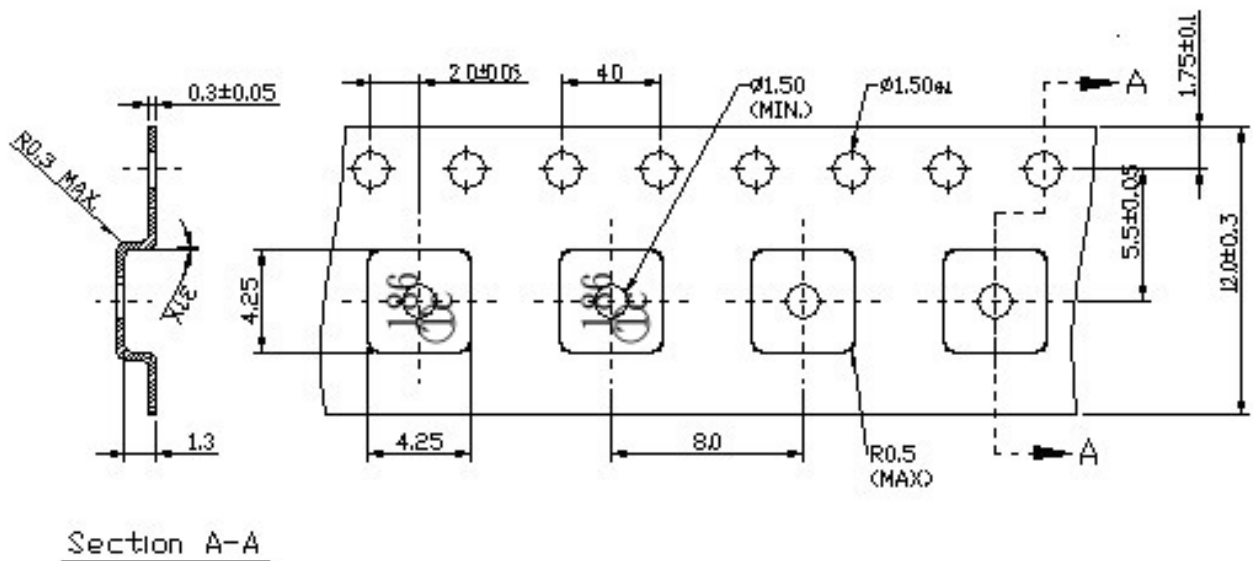 2.0±0.05
4.0
Ø1.50
(MIN.)
Ø1.50
A
1.75±0.1
0.3±0.05
R0.3 MAX.
5.5±0.05
12.0±0.3
4.25
186
186
1.3
4.25
8.0
R0.5
(MAX)
A
Section A-A